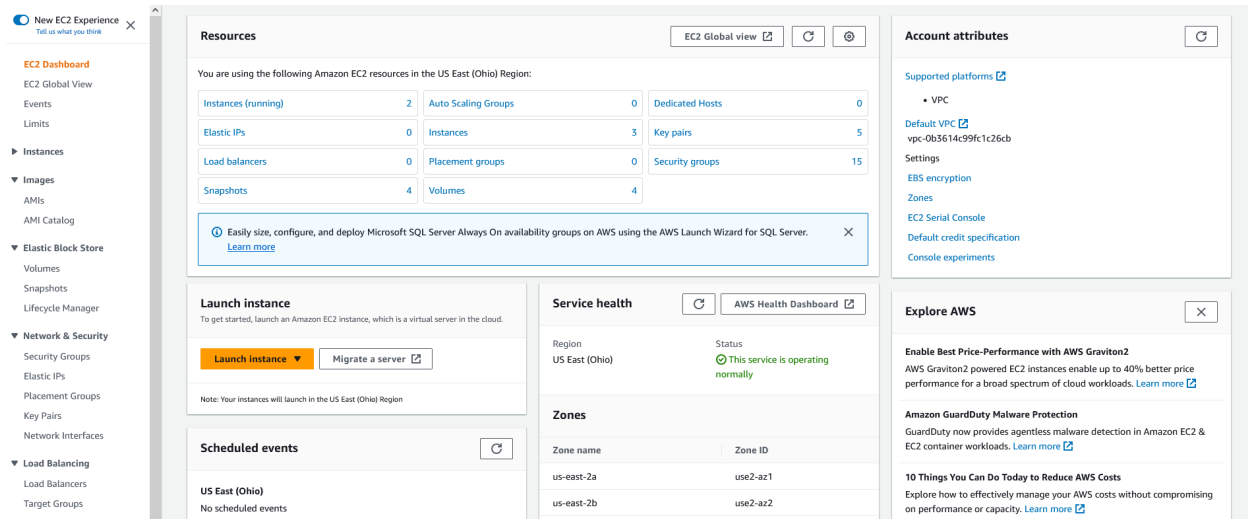 New EC2 Experience
Tell us what you think
EC2 Dashboard
EC2 Global View
Events
Limits
Instances
Images
AMIs
AMI Catalog
Elastic Block Store
Volumes
Snapshots
Lifecycle Manager
Network & Security
Security Groups
Elastic IPs
Placement Groups
Key Pairs
Network Interfaces
Load Balancing
Load Balancers
Target Groups
Resources
EC2 Global view
You are using the following Amazon EC2 resources in the US East (Ohio) Region:
Instances (running) 2 Auto Scaling Groups 0 Dedicated Hosts 0
Elastic IPs 0 Instances 3 Key pairs 5
Load balancers 0 Placement groups 0 Security groups 15
Snapshots 4 Volumes 4
Easily size, configure, and deploy Microsoft SQL Server Always On availability groups on AWS using the AWS Launch Wizard for SQL Server.
Learn more
Launch instance
To get started, launch an Amazon EC2 instance, which is a virtual server in the cloud.
Launch instance Migrate a server
Note: Your instances will launch in the US East (Ohio) Region
Scheduled events
US East (Ohio)
No scheduled events
Service health
AWS Health Dashboard
Region Status
US East (Ohio) This service is operating
normally
Zones
Zone name Zone ID
us-east-2a use2-az1
us-east-2b use2-az2
Account attributes
Supported platforms
• VPC
Default VPC
vpc-0b3614c99fc1c26cb
Settings
EBS encryption
Zones
EC2 Serial Console
Default credit specification
Console experiments
Explore AWS
Enable Best Price-Performance with AWS Graviton2
AWS Graviton2 powered EC2 instances enable up to 40% better price
performance for a broad spectrum of cloud workloads. Learn more
Amazon GuardDuty Malware Protection
GuardDuty now provides agentless malware detection in Amazon EC2 &
EC2 container workloads. Learn more
10 Things You Can Do Today to Reduce AWS Costs
Explore how to effectively manage your AWS costs without compromising
on performance or capacity. Learn more